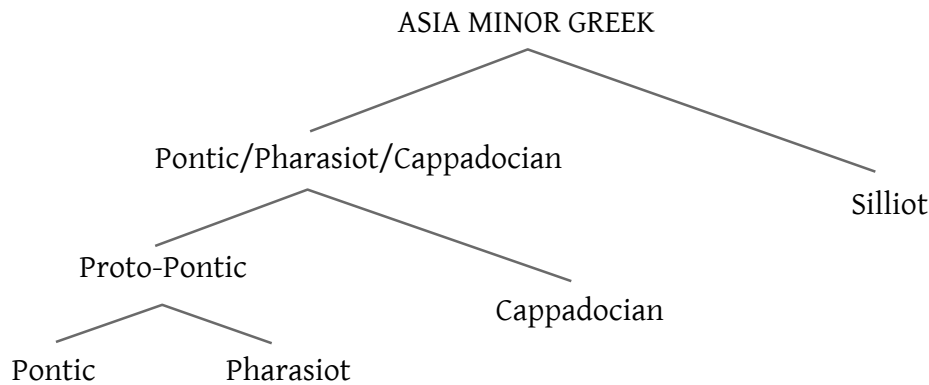 ASIA MINOR GREEK
Pontic/Pharasiot/Cappadocian
Silliot
Proto-Pontic
Cappadocian
Pontic
Pharasiot